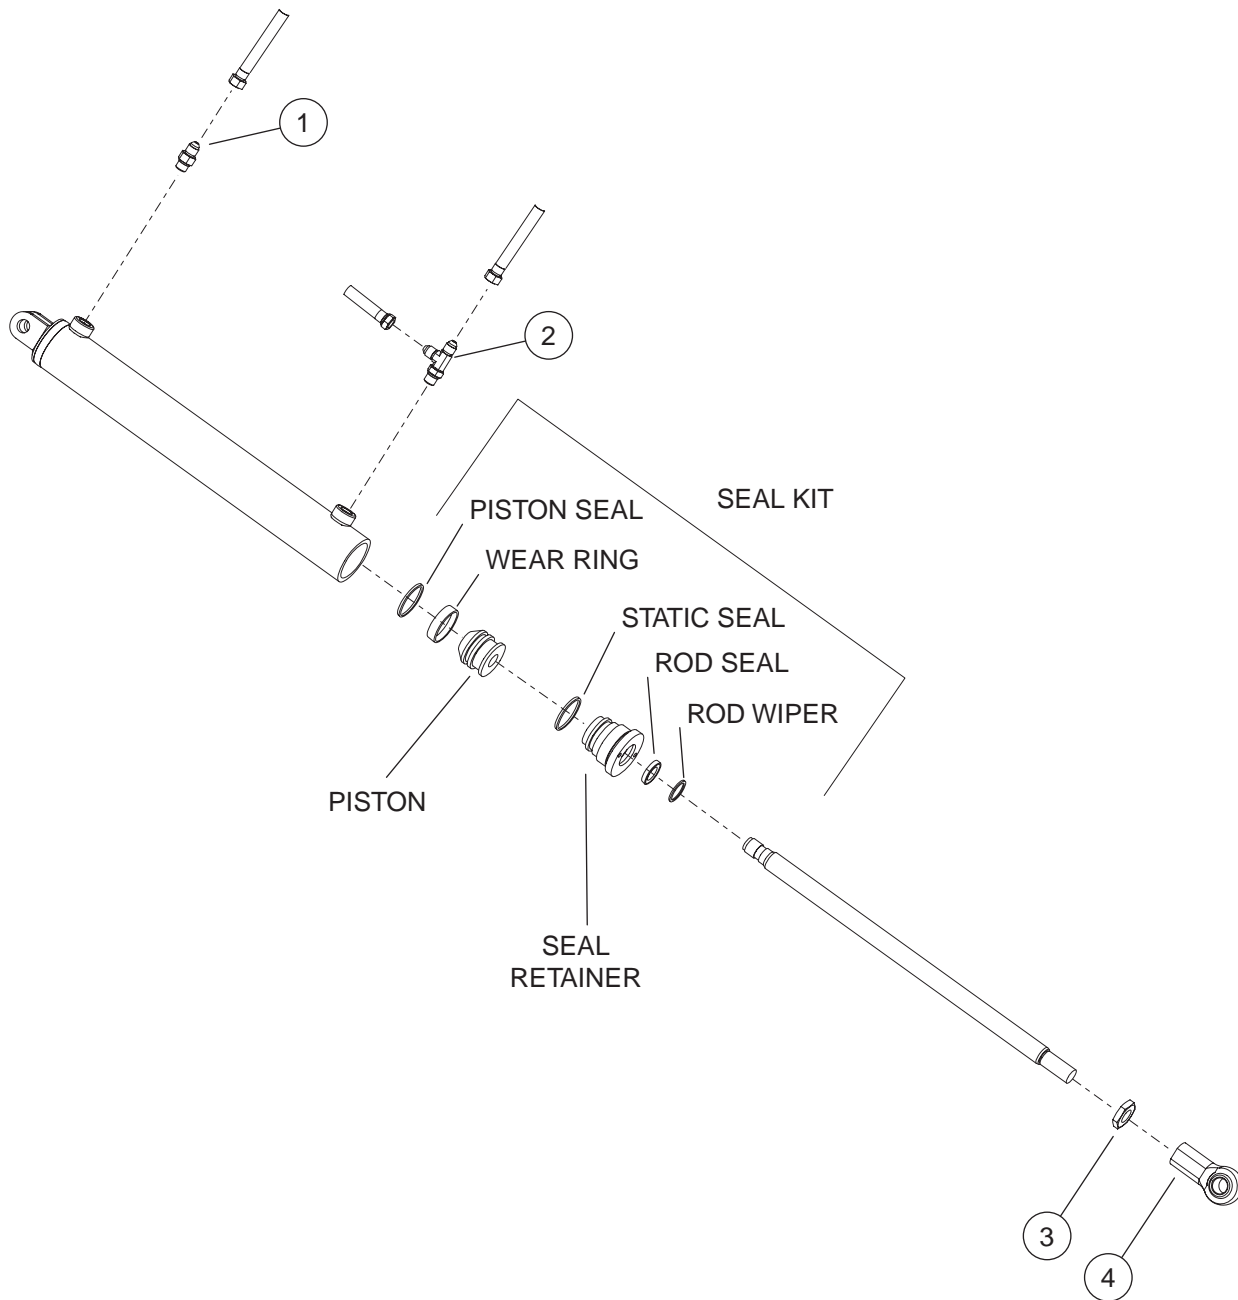 1
2
SEAL KIT
PISTON SEAL
WEAR RING
STATIC SEAL
ROD SEAL
ROD WIPER
PISTON
SEAL
RETAINER
3
4